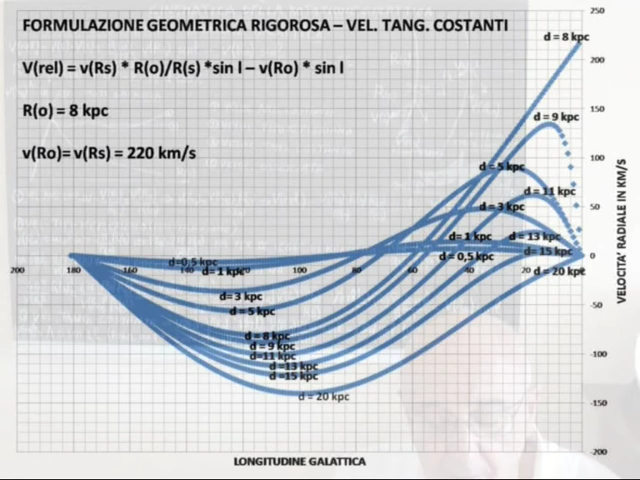 FORMULAZIONE GEOMETRICA RIGOROSA – VEL. TANG. COSTANTI
V(rel) = v(Rs) * R(o)/R(s) *sin l – v(Ro) * sin l
R(o) = 8 kpc
v(Ro)= v(Rs) = 220 km/s
250
d = 8 kpc
200
150
d = 9 kpc
100
d = 5 kpc
d = 11 kpc
50
d = 3 kpc
d = 1 kpc
d = 13 kpc
d = 15 kpc
d = 0,5 kpc
0
d=0,5 kpc
d= 1 kpc
d = 20 kpc
200 180 160 140 120 100 80 60 40 20 0
d= 3 kpc
d = 5 kpc
-50
d = 8 kpc
d = 9 kpc
d=11 kpc
-100
d =13 kpc
d =15 kpc
d = 20 kpc
-150
-200
VELOCITA' RADIALE IN KM/S
LONGITUDINE GALATTICA